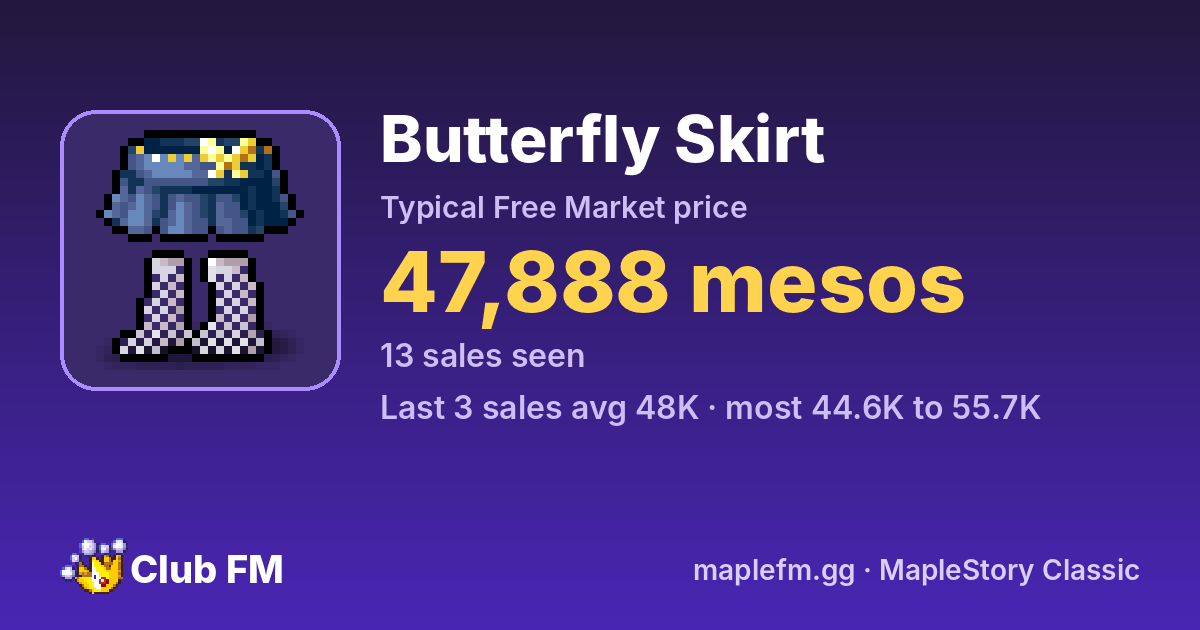 Butterfly Skirt
Typical Free Market price
47,888 mesos
13 sales seen
Last 3 sales avg 48K · most 44.6K to 55.7K
Club FM
maplefm.gg · MapleStory Classic